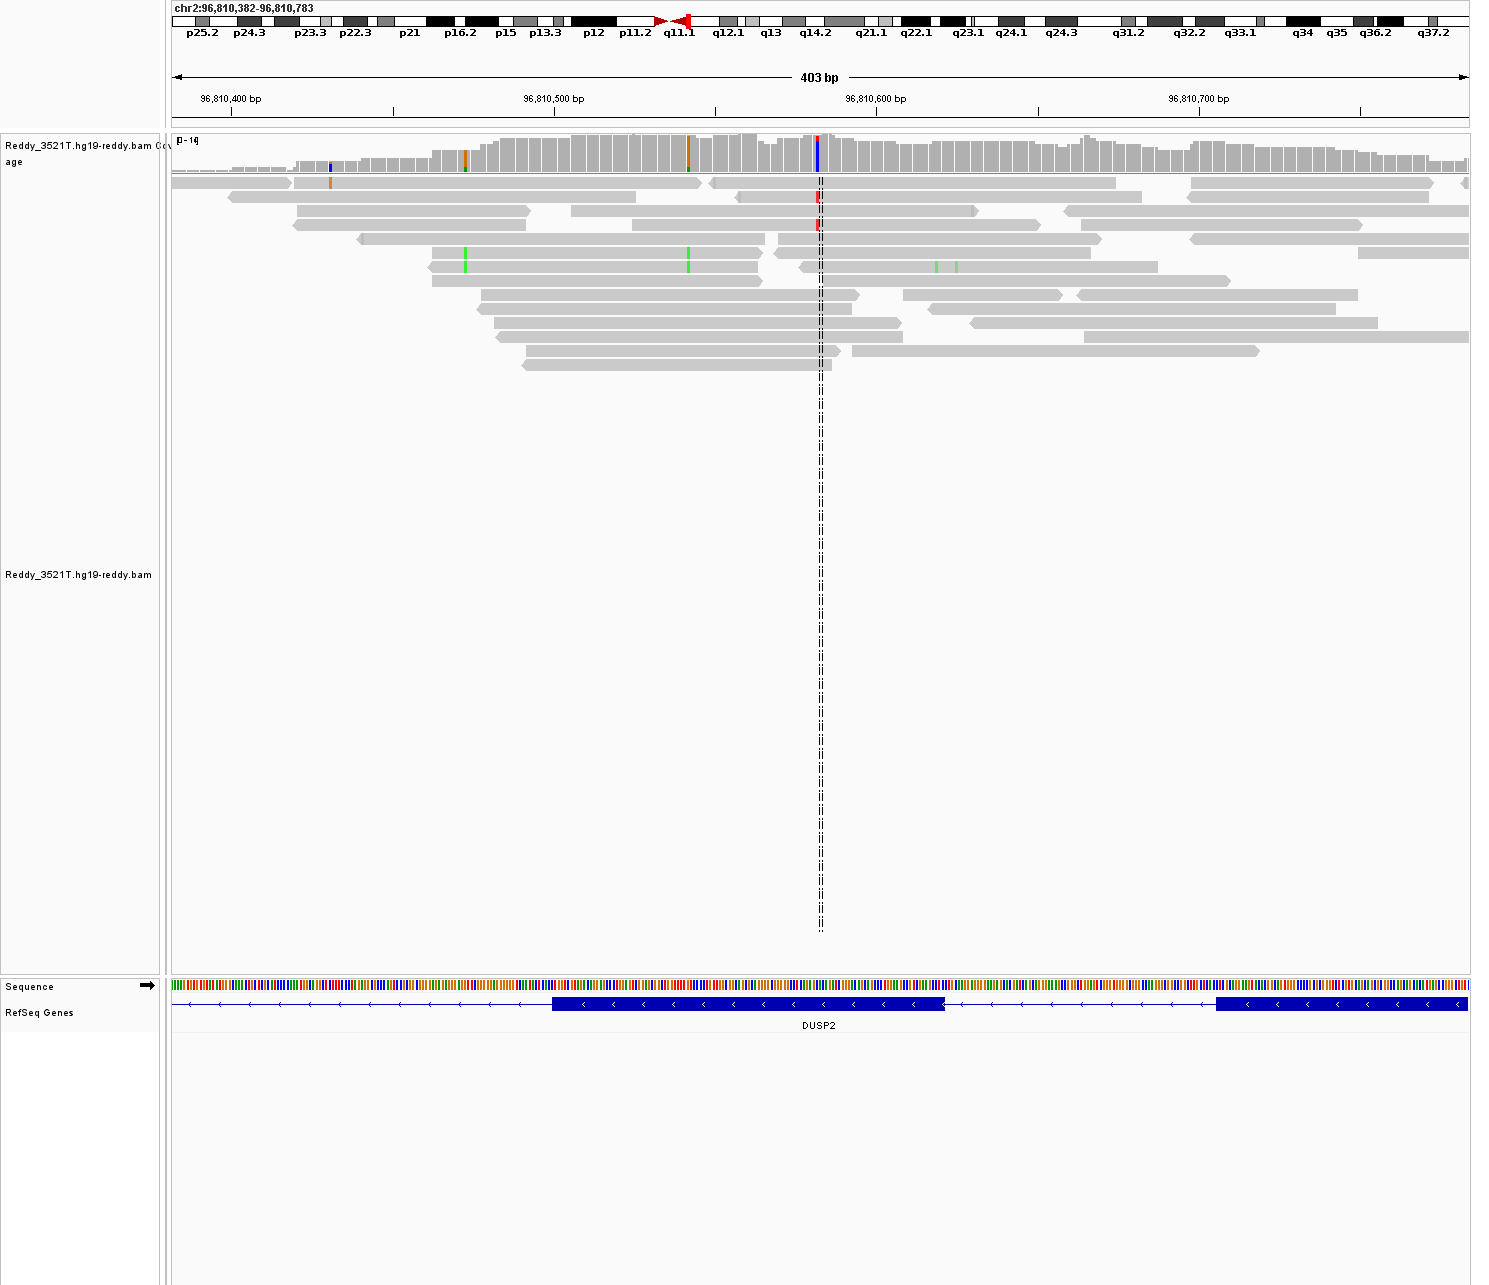 chr2:96,810,382-96,810,783
p25.2 p24.3 p23.3 p22.3 p21 p16.2 p15 p13.3 p12 p11.2 q11.1 q12.1 q13 q14.2 q21.1 q22.1 q23.1 q24.1 q24.3 q31.2 q32.2 q33.1 q34 q35 q36.2 q37.2
403 bp
96,810,400 bp 96,810,500 bp 96,810,600 bp 96,810,700 bp
Reddy_3521T.hg19-reddy.bam Cov
age
Reddy_3521T.hg19-reddy.bam
Sequence
RefSeq Genes
DUSP2